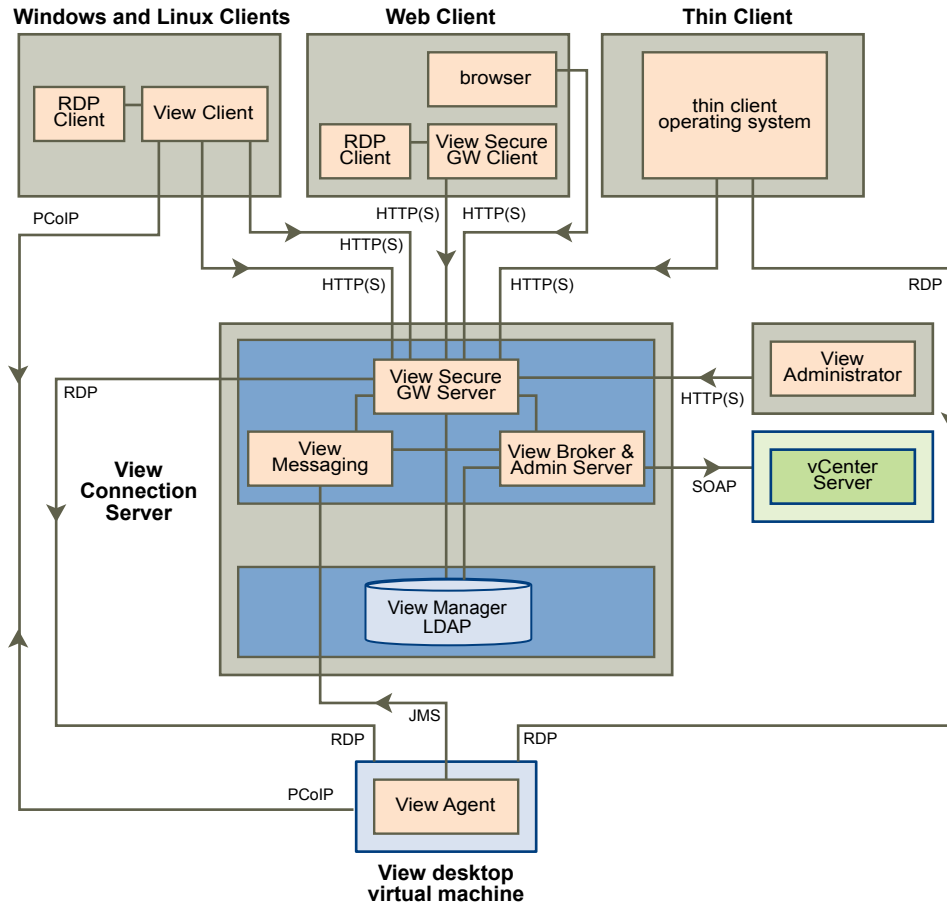 Windows and Linux Clients
Web Client
Thin Client
browser
RDP
Client
View Client
RDP
Client
View Secure
GW Client
thin client
operating system
PCoIP
HTTP(S)
HTTP(S)
HTTP(S)
HTTP(S)
HTTP(S)
RDP
RDP
View Secure
GW Server
View
Administrator
HTTP(S)
View
Messaging
View Broker &
Admin Server
View
Connection
Server
SOAP
vCenter
Server
View Manager
LDAP
JMS
RDP
RDP
PCoIP
View Agent
View desktop
virtual machine